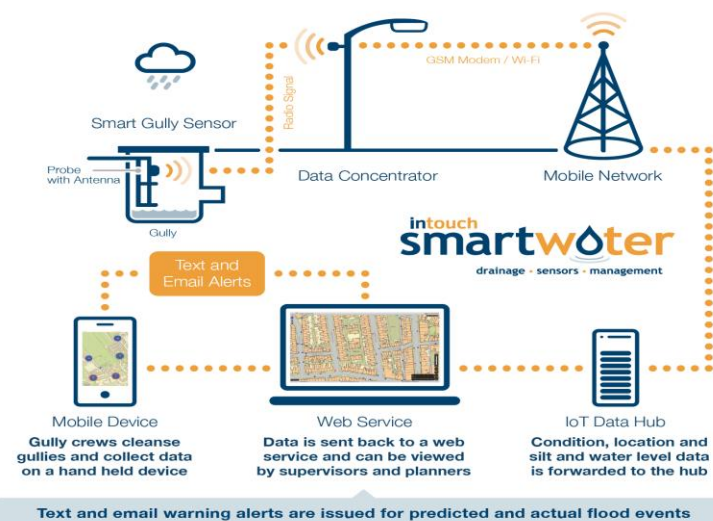 Smart Gully Sensor
Probe
with Antenna
Gully
Radio Signal
GSM Modem / Wi-Fi
Data Concentrator
Mobile Network
intouch
smartwater
drainage • sensors • management
Text and
Email Alerts
Mobile Device
Gully crews cleanse
gullies and collect data
on a hand held device
Web Service
Data is sent back to a web
service and can be viewed
by supervisors and planners
IoT Data Hub
Condition, location and
silt and water level data
is forwarded to the hub
Text and email warning alerts are issued for predicted and actual flood events